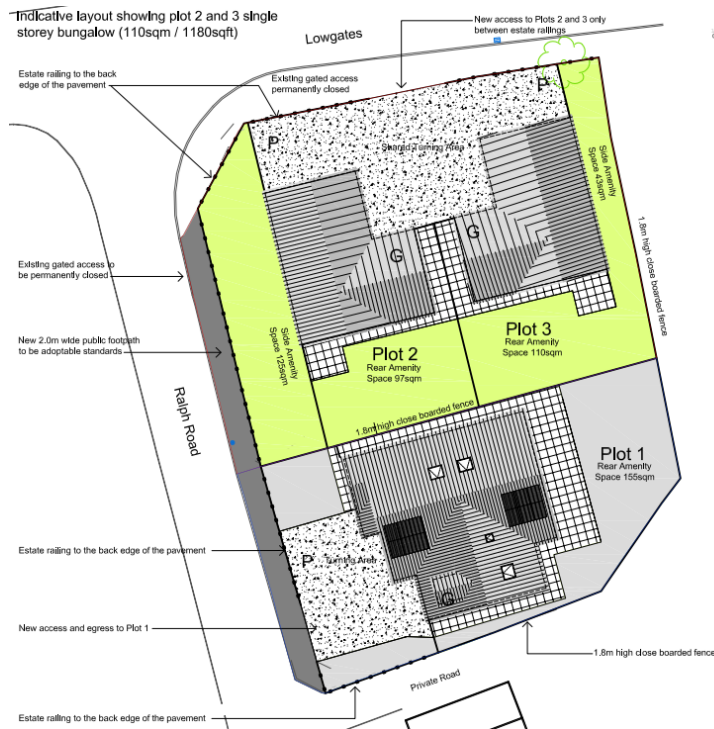 Indicative layout showing plot 2 and 3 single
storey bungalow (110sqm / 1180sqft)
Lowgates
New access to Plots 2 and 3 only
between estate railings
Estate railing to the back
edge of the pavement
Existing gated access
permanently closed
P
P
Shared Turning Area
Side Amenity
Space 43sqm
G
G
1.8m high close boarded fence
Existing gated access to
be permanently closed
New 2.0m wide public footpath
to be adoptable standards
Side Amenity
Space 125sqm
Plot 2
Rear Amenity
Space 97sqm
Plot 3
Rear Amenity
Space 110sqm
Ralph Road
1.8m high close boarded fence
Plot 1
Rear Amenity
Space 155sqm
Estate railing to the back edge of the pavement
P
Turning Area
G
New access and egress to Plot 1
1.8m high close boarded fence
Private Road
Estate railing to the back edge of the pavement